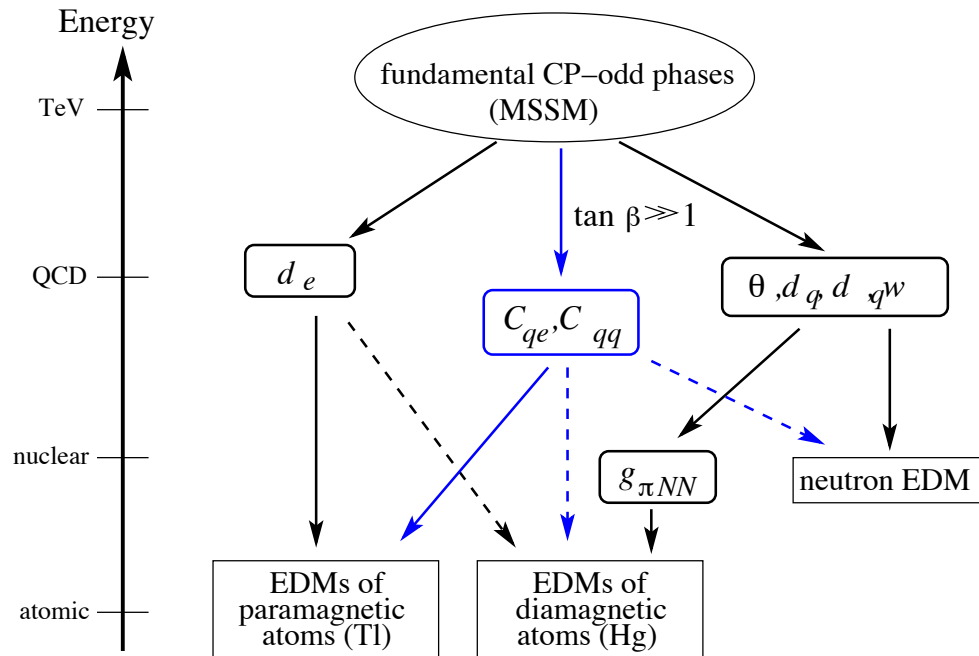 Energy
fundamental CP−odd phases
(MSSM)
TeV
tan β≫1
QCD
d e
θ ,d q, d ,q w
C qe ,C qq
nuclear
g πNN
neutron EDM
EDMs of
paramagnetic
atoms (Tl)
EDMs of
diamagnetic
atoms (Hg)
atomic